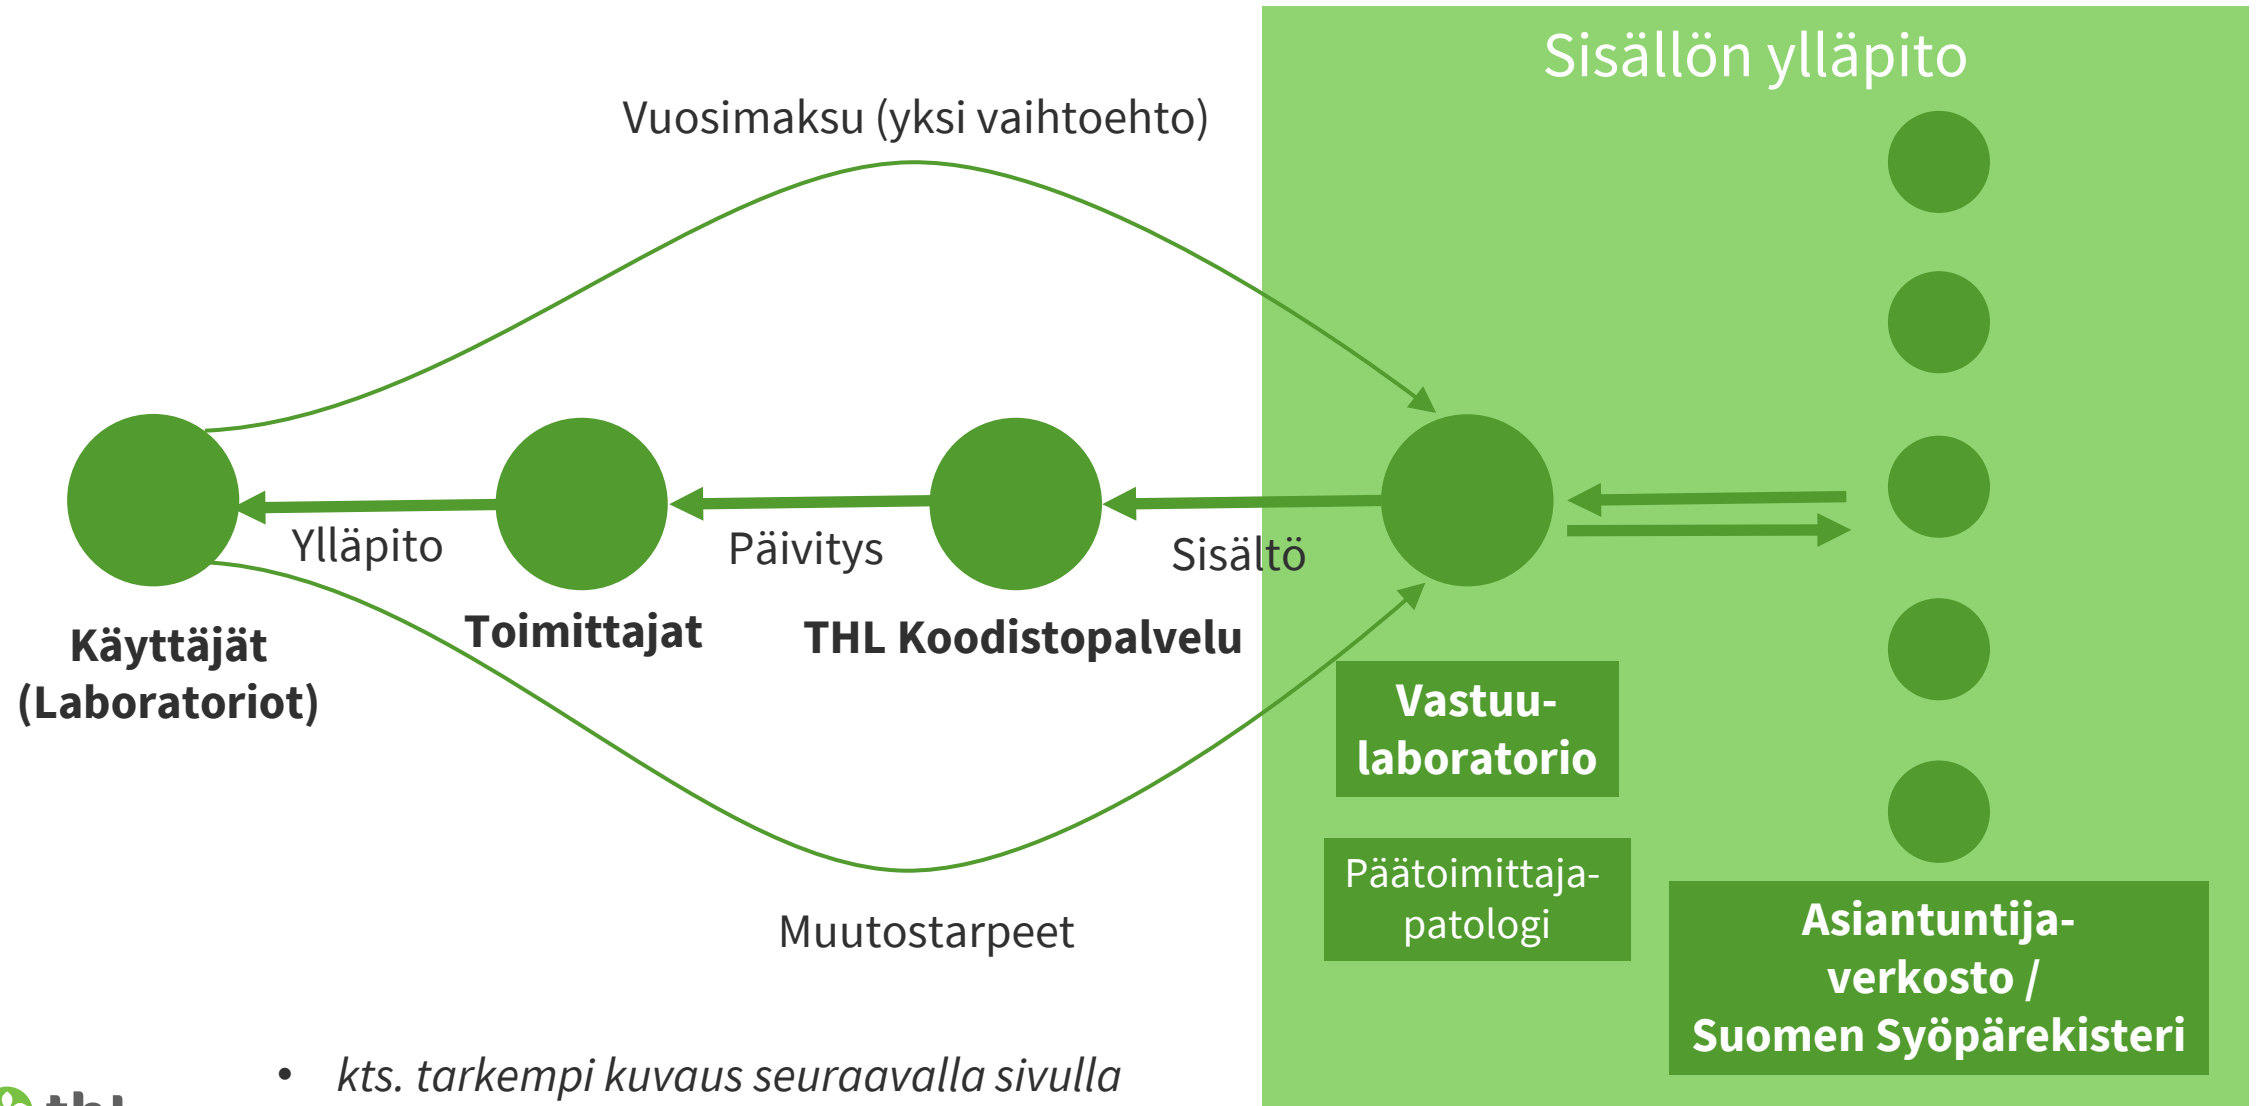 Sisällön ylläpito
Vuosimaksu (yksi vaihtoehto)
Ylläpito
Päivitys
Sisältö
Käyttäjät
(Laboratoriot)
Toimittajat
THL Koodistopalvelu
Vastuu-
laboratorio
Päätoimittaja-
patologi
Asiantuntija-
verkosto /
Suomen Syöpärekisteri
Muutostarpeet
• kts. tarkempi kuvaus seuraavalla sivulla
thl